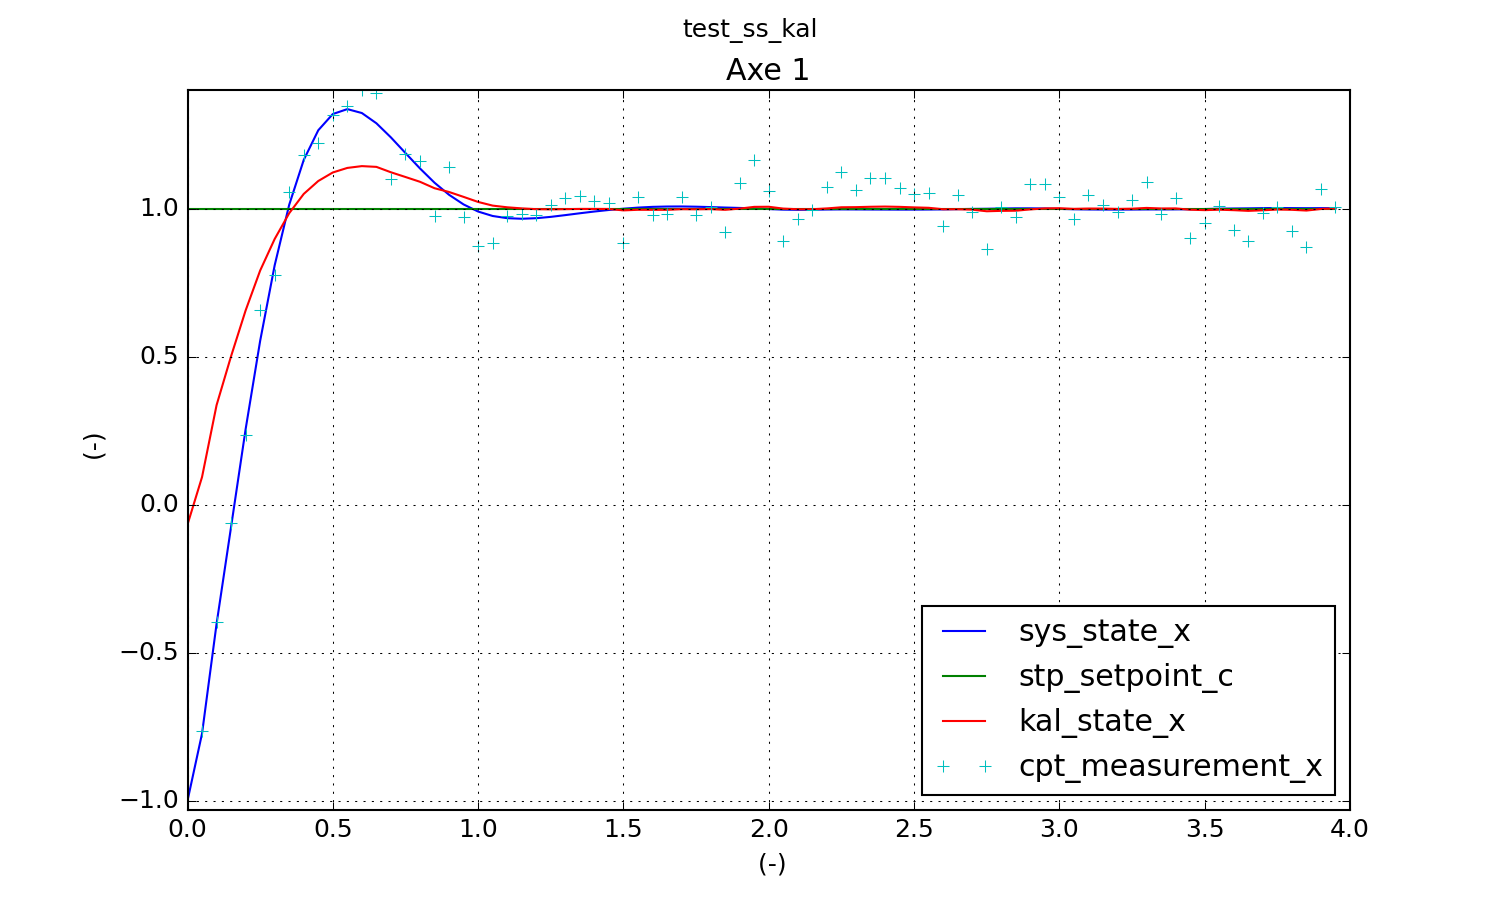 test_ss_kal
Axe 1
1.0
0.5
0.0
−0.5
−1.0
(-)
0.0 0.5 1.0 1.5 2.0 2.5 3.0 3.5 4.0
(-)
sys_state_x
stp_setpoint_c
kal_state_x
cpt_measurement_x